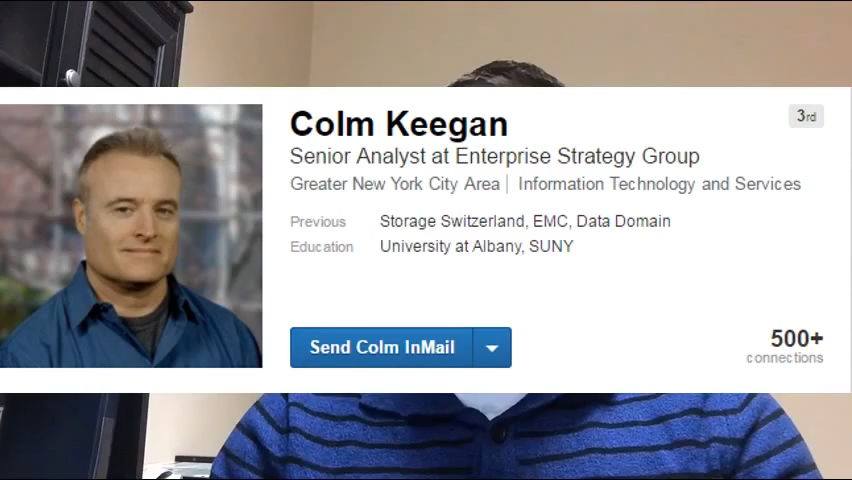 Colm Keegan
3rd
Senior Analyst at Enterprise Strategy Group
Greater New York City Area | Information Technology and Services
Previous Storage Switzerland, EMC, Data Domain
Education University at Albany, SUNY
Send Colm InMail
500+
connections